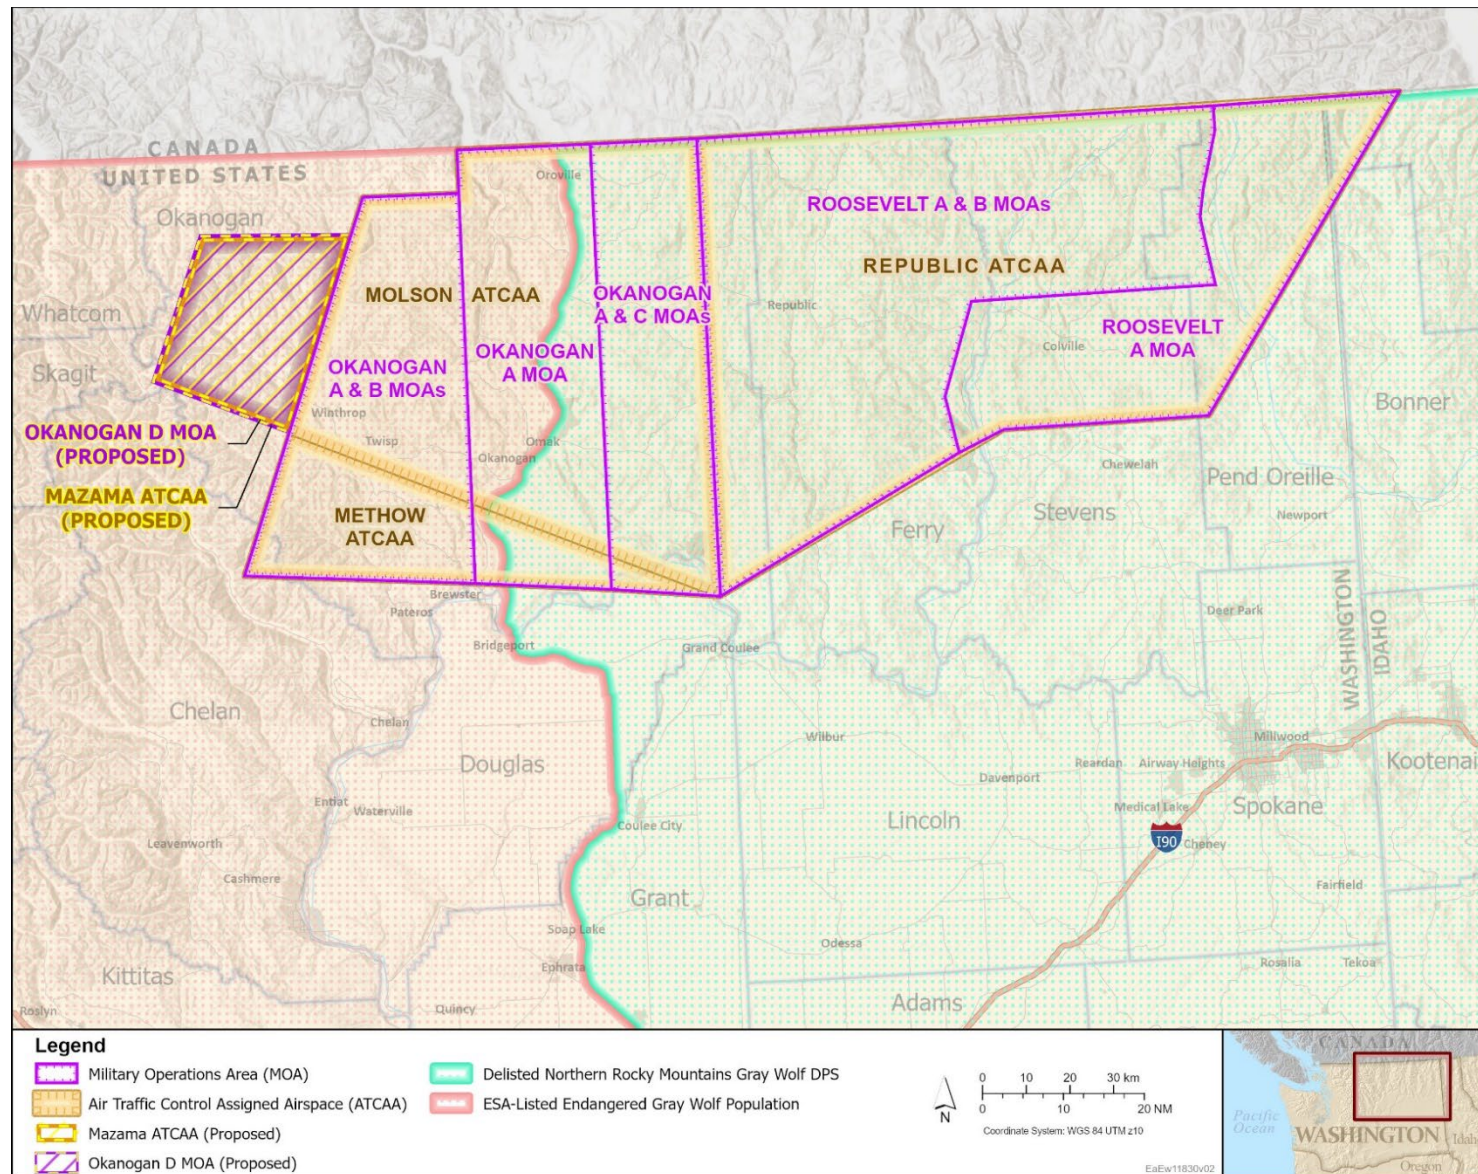 CANADA
UNITED STATES
Okanogan
Oroville
ROOSEVELT A & B MOAs
REPUBLIC ATCAA
MOLSON ATCAA
OKANOGAN
A & C MOAs
Republic
Whatcom
ROOSEVELT
A MOA
Colville
OKANOGAN
A MOA
OKANOGAN
A & B MOAs
Skagit
Bonner
Winthrop
Twisp
Omak
Okanogan
OKANOGAN D MOA
(PROPOSED)
MAZAMA ATCAA
(PROPOSED)
Chewelah
Pend Oreille
METHOW
ATCAA
Ferry
Stevens
Newport
Brewster
Pateros
Bridgeport
Grand Coulee
Deer Park
WASHINGTON
IDAHO
Chelan
Chelan
Douglas
Wilbur
Millwood
Reardan
Airway Heights
Kootenai
Davenport
Entiat
Waterville
Medical Lake
Spokane
Coulee City
Lincoln
I90
Cheney
Leavenworth
Cashmere
Grant
Fairfield
Soap Lake
Odessa
Ephrata
Rosalia
Tekoa
Kittitas
Roslyn
Quincy
Adams
Legend
Military Operations Area (MOA)
Air Traffic Control Assigned Airspace (ATCAA)
Mazama ATCAA (Proposed)
Okanogan D MOA (Proposed)
Delisted Northern Rocky Mountains Gray Wolf DPS
ESA-Listed Endangered Gray Wolf Population
N
0 10 20 30 km
0 10 20 NM
Coordinate System: WGS 84 UTM z10
EaEw11830v02
CANADA
Pacific
Ocean
WASHINGTON
Idaho
Oregon